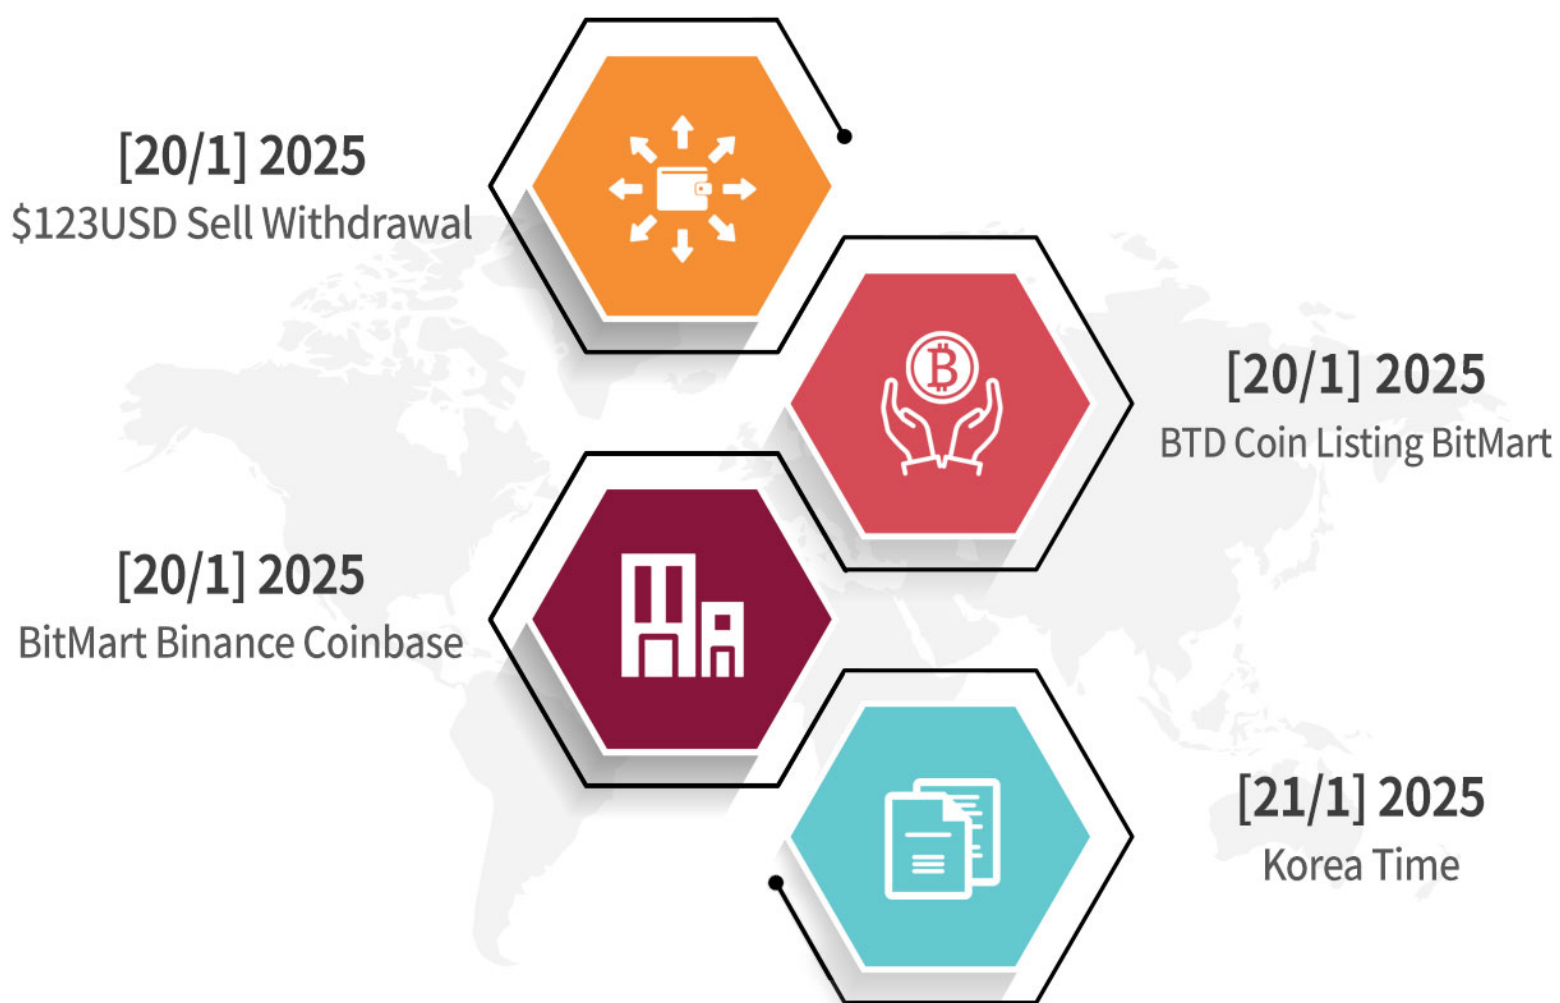 [20/1] 2025
$123USD Sell Withdrawal
[20/1] 2025
BTD Coin Listing BitMart
[20/1] 2025
BitMart Binance Coinbase
[21/1] 2025
Korea Time